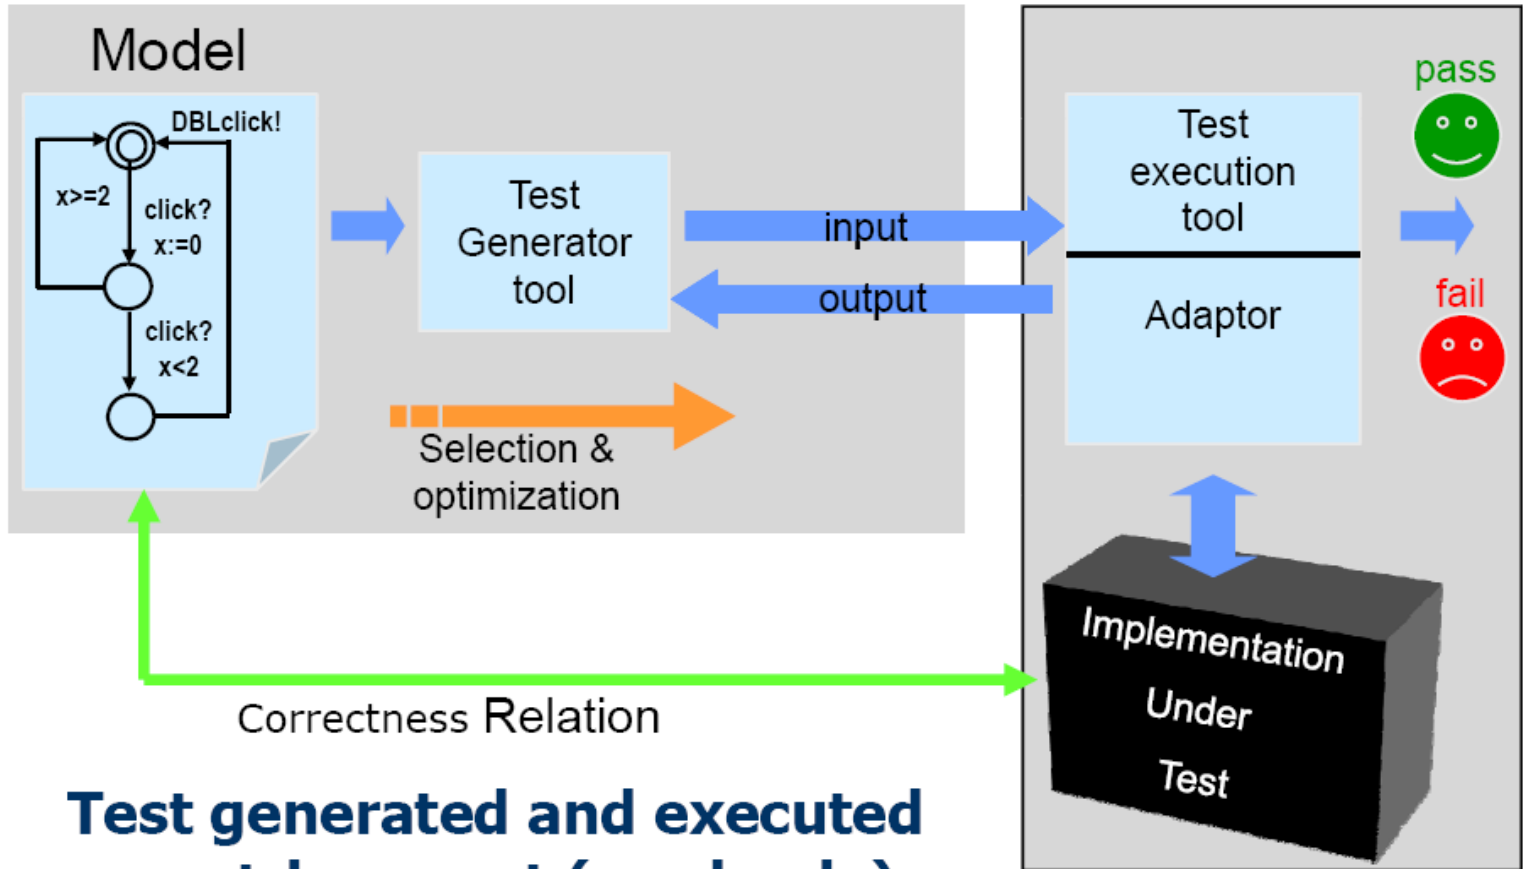 Model
DBLclick!
x>=2
click?
x:=0
click?
x<2
Test
Generator
tool
input
output
Selection &
optimization
Test
execution
tool
Adaptor
pass
fail
Implementation
Under
Test
Correctness Relation
Test generated and executed